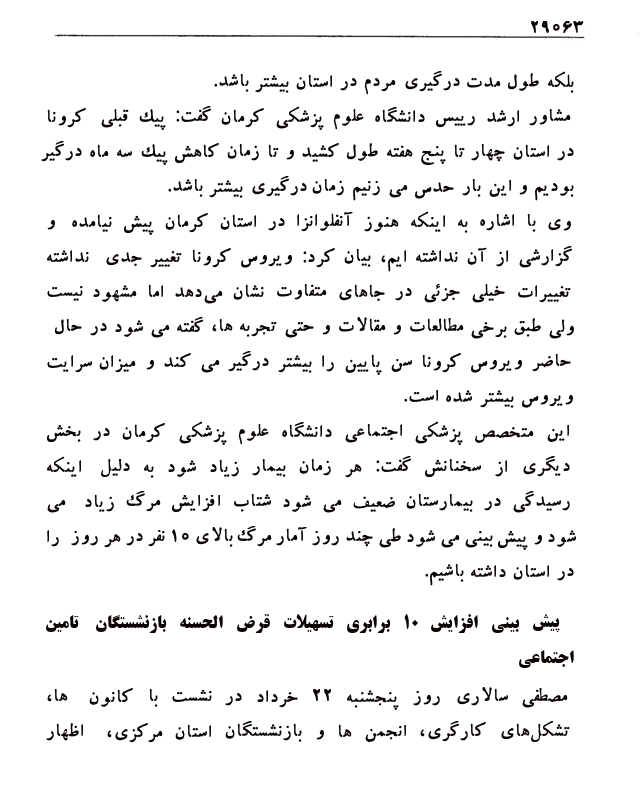 ۲۹۰۶۳
بلکه طول مدت درگیری مردم در استان بیشتر باشد.
مشاور ارشد رییس دانشگاه علوم پزشکی کرمان گفت: پیک قبلی کرونا
در استان چهار تا پنج هفته طول کشید و تا زمان کاهش پیک سه ماه درگیر
بودیم و این بار حدس می زنیم زمان درگیری بیشتر باشد.
وی با اشاره به اینکه هنوز آنفلوانزا در استان کرمان پیش نیامده و
گزارشی از آن نداشته ایم، بیان کرد: ویروس کرونا تغییر جدی نداشته
تغییرات خیلی جزئی در جاهای متفاوت نشان می‌دهد اما مشهود نیست
ولی طبق برخی مطالعات و مقالات و حتی تجربه ها، گفته می شود در حال
حاضر ویروس کرونا سن پایین را بیشتر درگیر می کند و میزان سرایت
ویروس بیشتر شده است.
این متخصص پزشکی اجتماعی دانشگاه علوم پزشکی کرمان در بخش
دیگری از سخنانش گفت: هر زمان بیمار زیاد شود به دلیل اینکه
رسیدگی در بیمارستان ضعیف می شود شتاب افزایش مرگ زیاد می
شود و پیش بینی می شود طی چند روز آمار مرگ بالای ۱۵ نفر در هر روز را
در استان داشته باشیم.
پیش بینی افزایش ۱۰ برابری تسهیلات قرض الحسنه بازنشستگان تامین
اجتماعی
مصطفی سالاری روز پنجشنبه ۲۲ خرداد در نشست با کانون ها،
تشکل‌های کارگری، انجمن ها و بازنشستگان استان مرکزی، اظهار